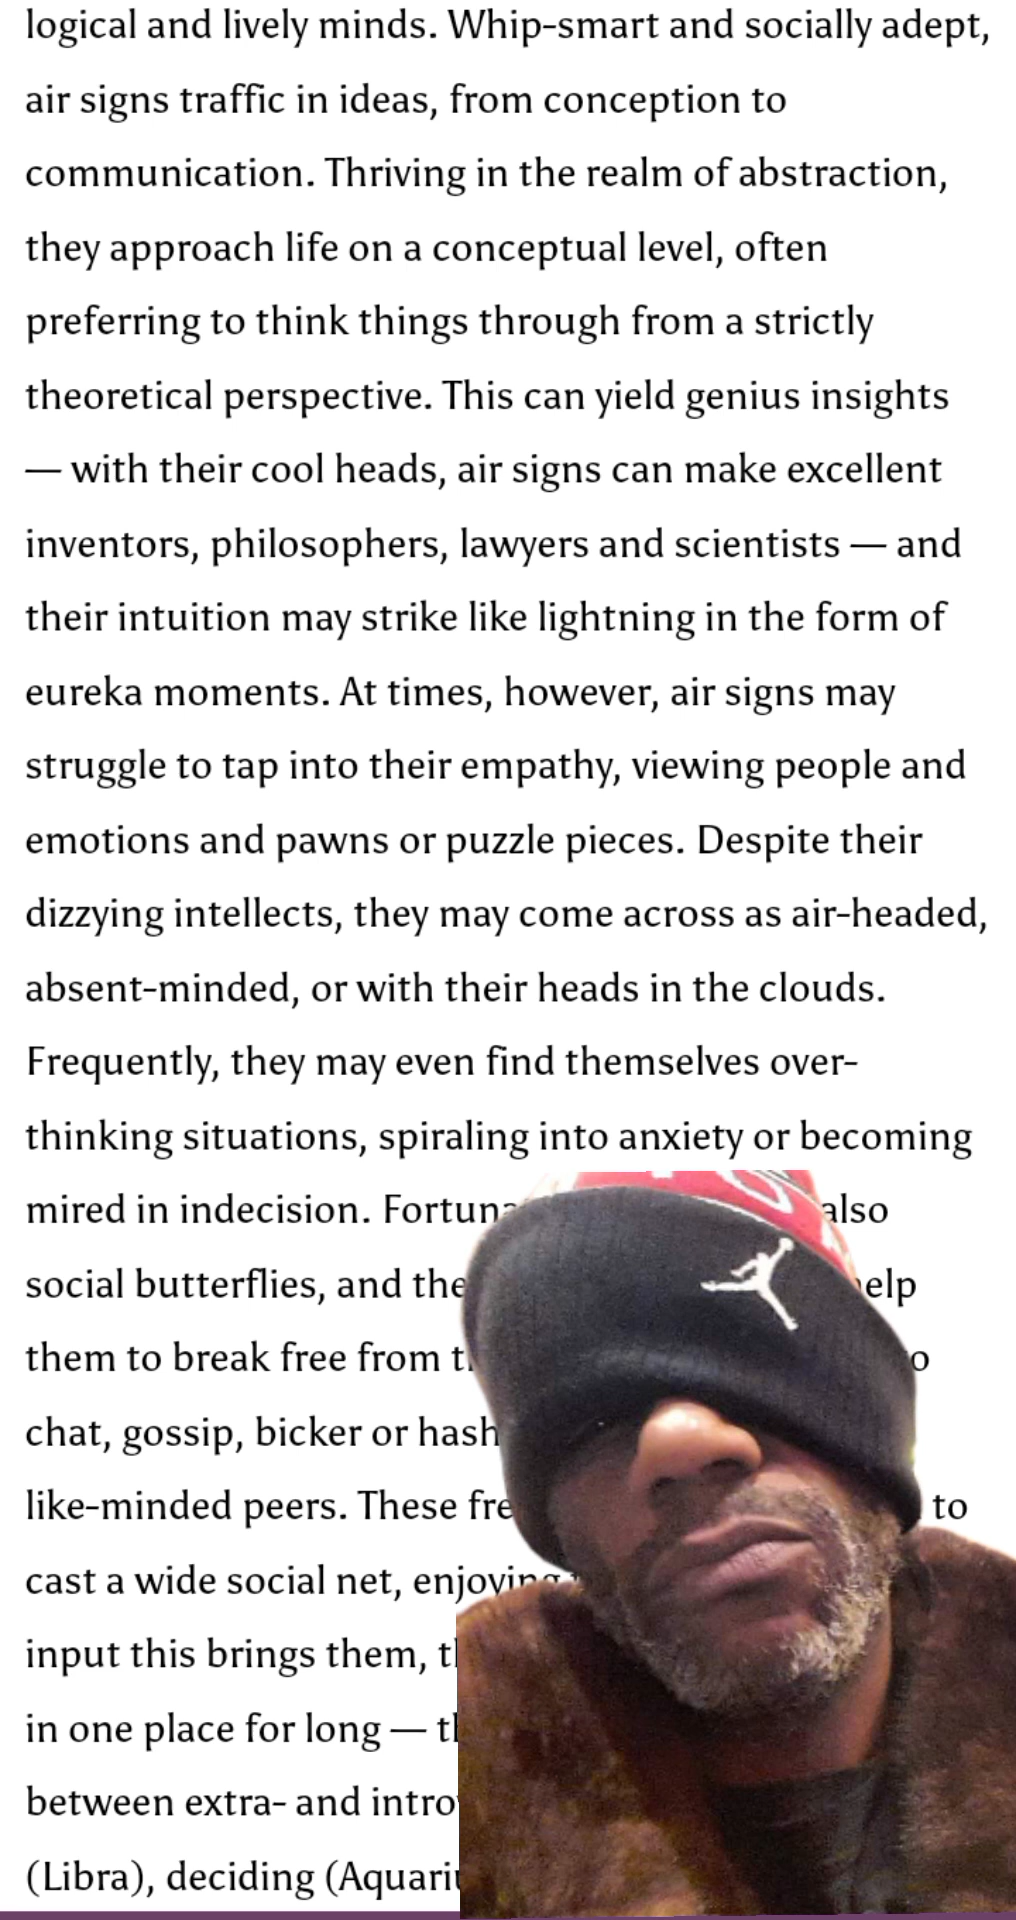 logical and lively minds. Whip-smart and socially adept,
air signs traffic in ideas, from conception to
communication. Thriving in the realm of abstraction,
they approach life on a conceptual level, often
preferring to think things through from a strictly
theoretical perspective. This can yield genius insights
— with their cool heads, air signs can make excellent
inventors, philosophers, lawyers and scientists — and
their intuition may strike like lightning in the form of
eureka moments. At times, however, air signs may
struggle to tap into their empathy, viewing people and
emotions and pawns or puzzle pieces. Despite their
dizzying intellects, they may come across as air-headed,
absent-minded, or with their heads in the clouds.
Frequently, they may even find themselves over-
thinking situations, spiraling into anxiety or becoming
mired in indecision. also
social butterflies, and
them to break free from
chat, gossip, bicker or hash
like-minded peers. These to
cast a wide social net, enjoying
input this brings them,
in one place for long —
between extra- and
(Libra), deciding